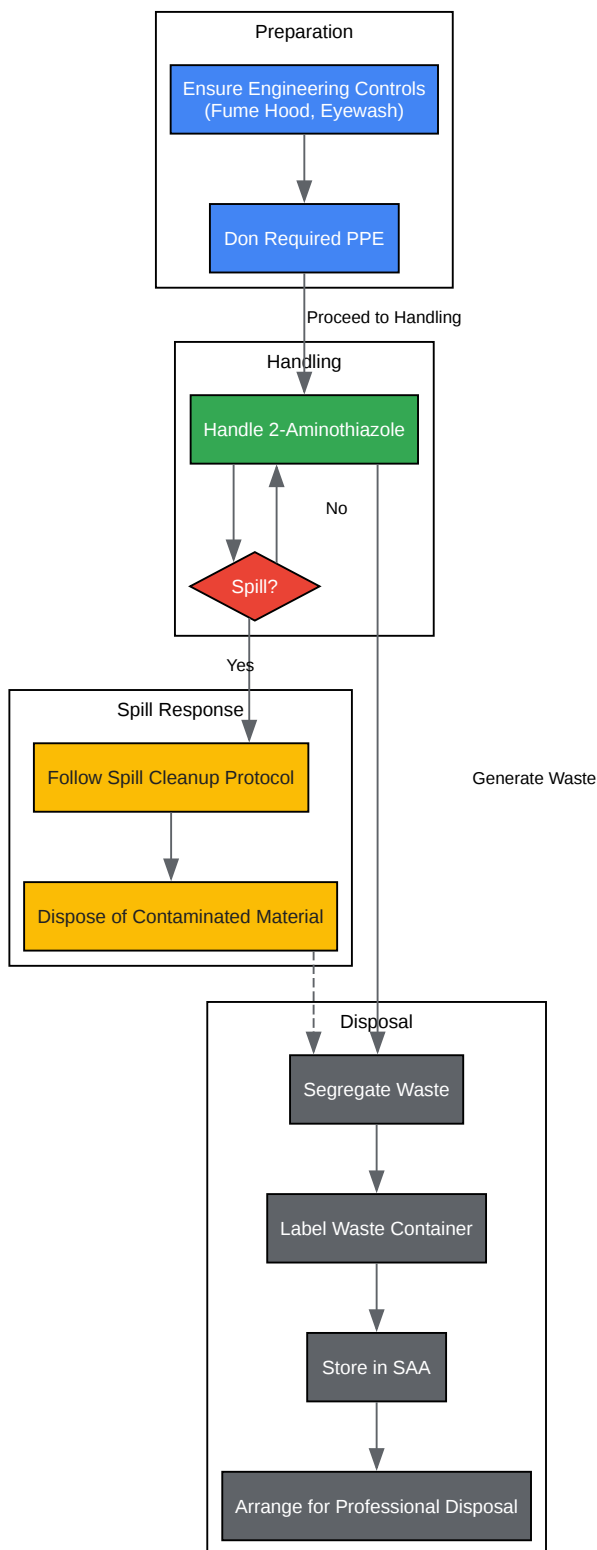 Preparation
Ensure Engineering Controls
(Fume Hood, Eyewash)
Don Required PPE
Proceed to Handling
Handling
Handle 2-Aminothiazole
No
Spill?
Yes
Spill Response
Follow Spill Cleanup Protocol
Generate Waste
Dispose of Contaminated Material
Disposal
Segregate Waste
Label Waste Container
Store in SAA
Arrange for Professional Disposal